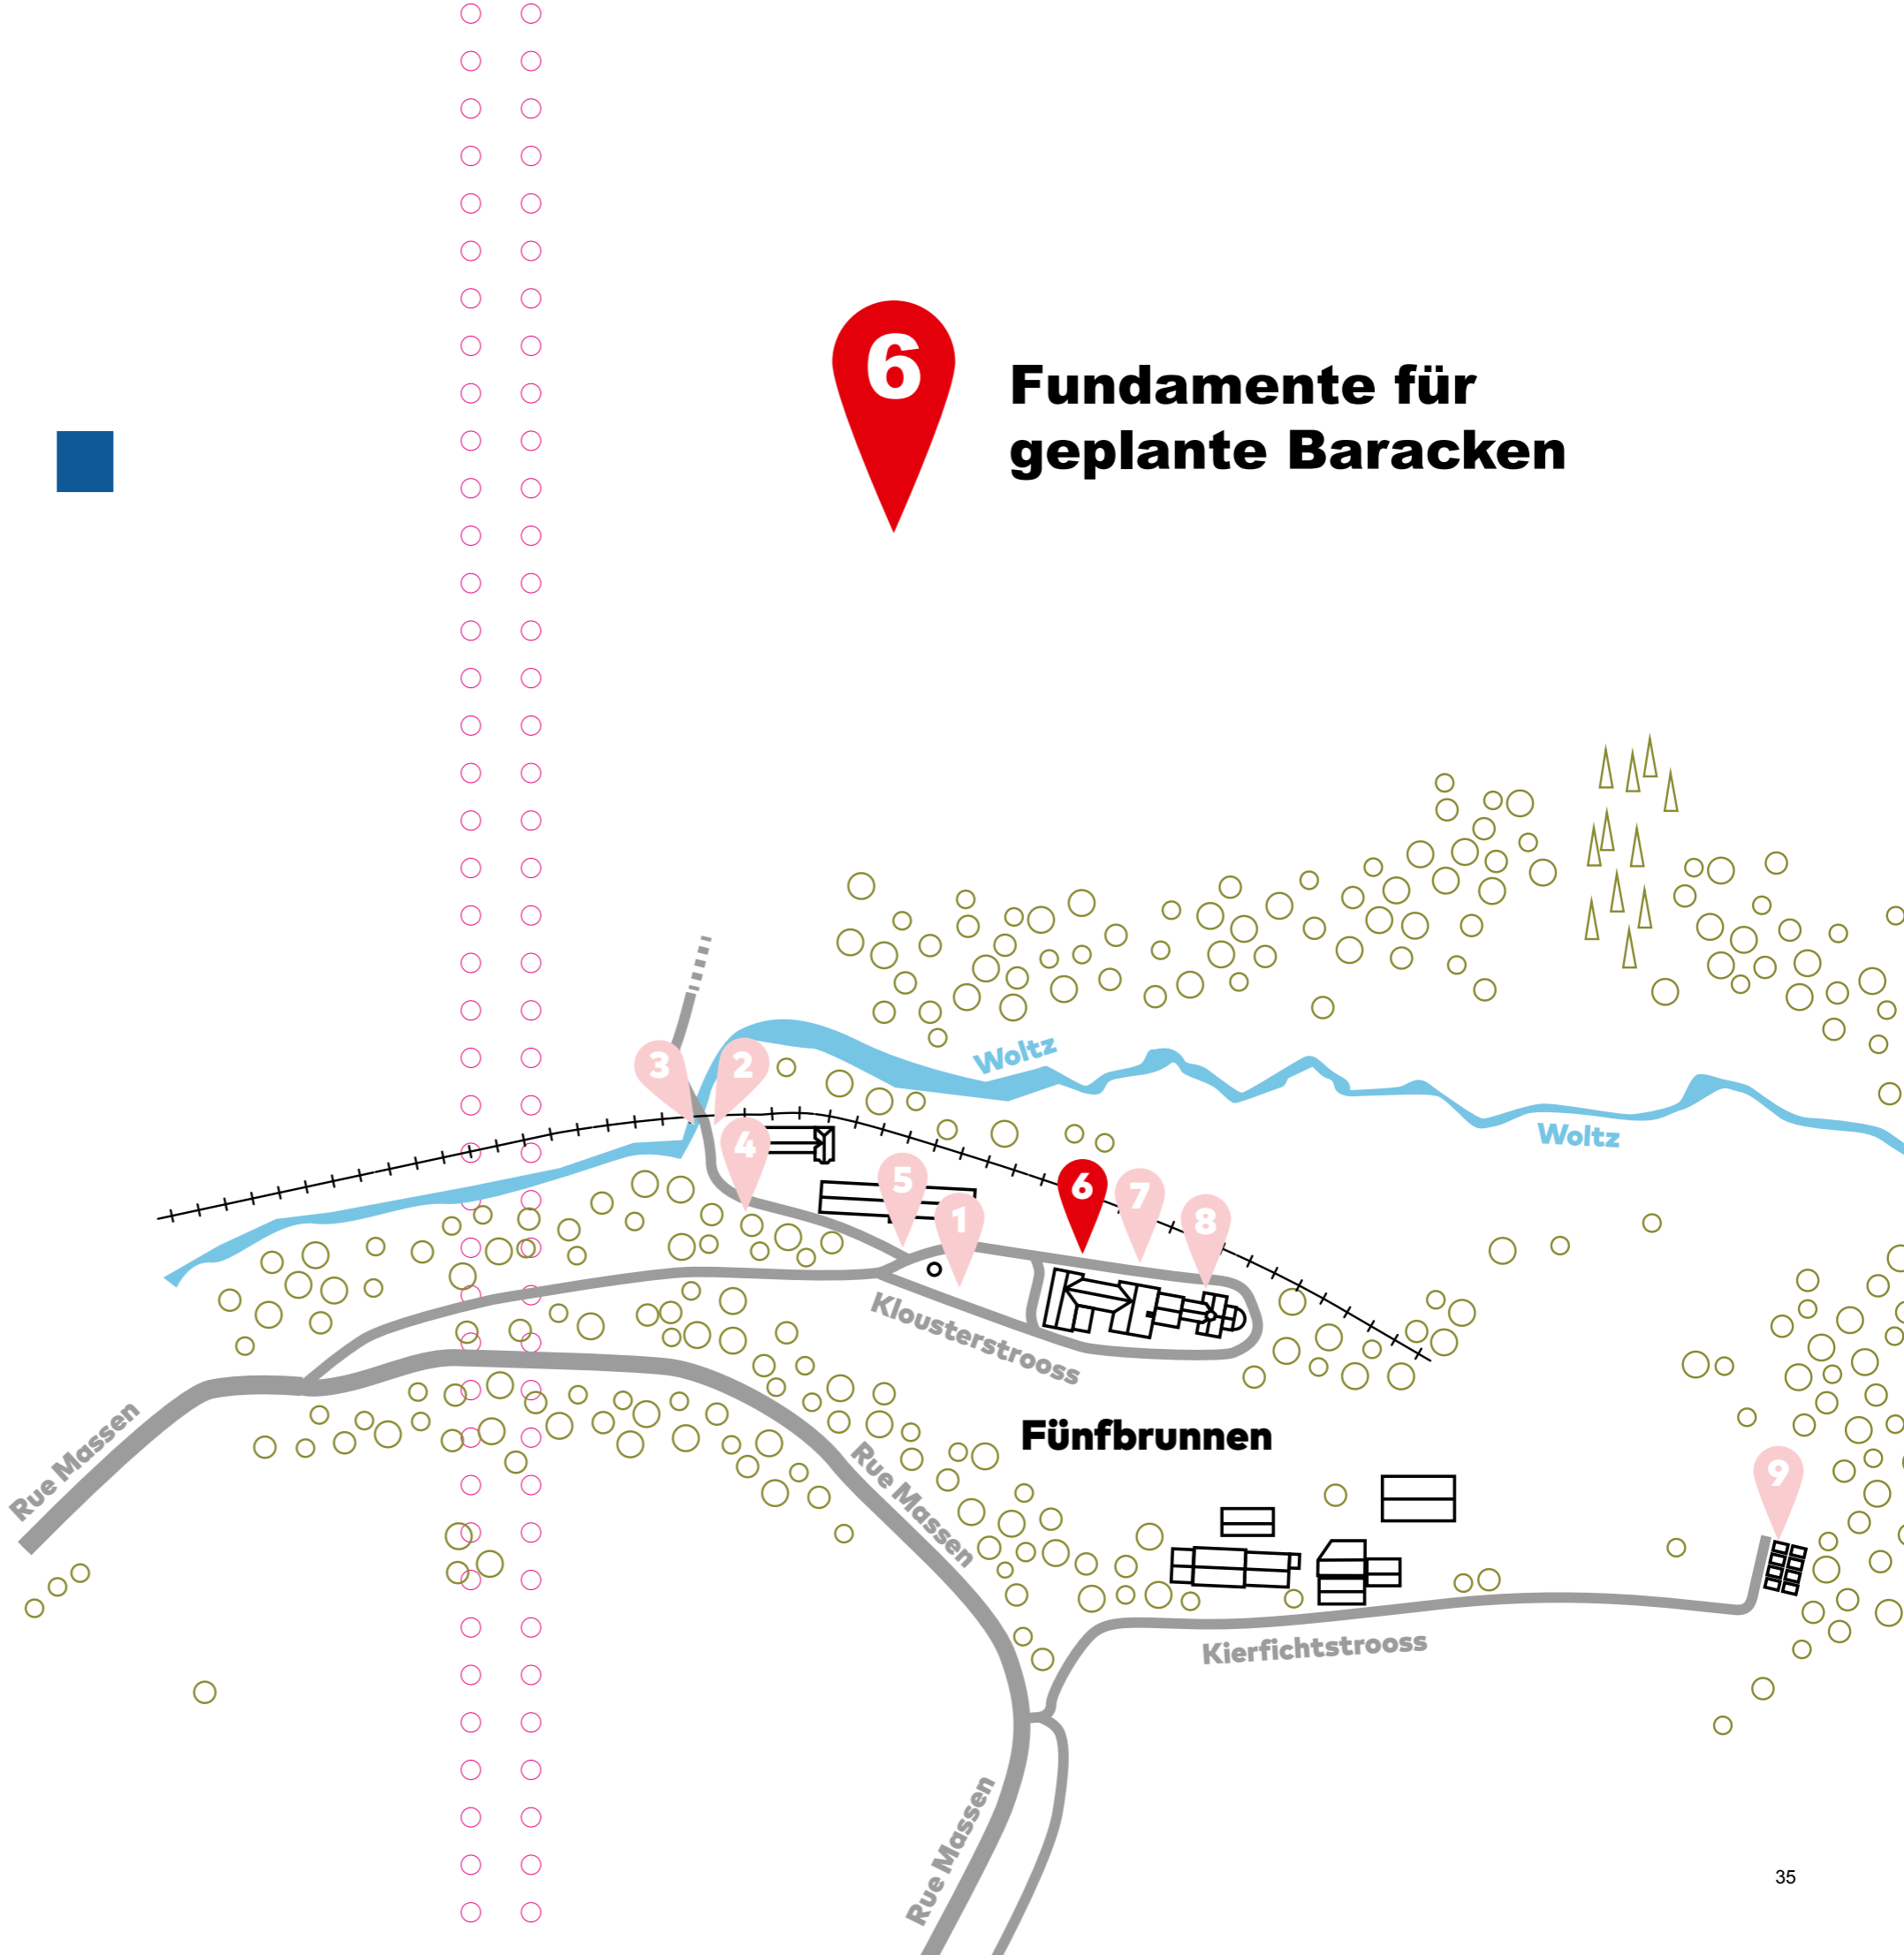 6
Fundamente für
geplante Baracken
Woltz
Woltz
3
2
4
5
1
6
7
8
Klousterstrooss
Rue Massen
Fünfbrunnen
Rue Massen
9
Kierfichtstrooss
Rue Massen
35